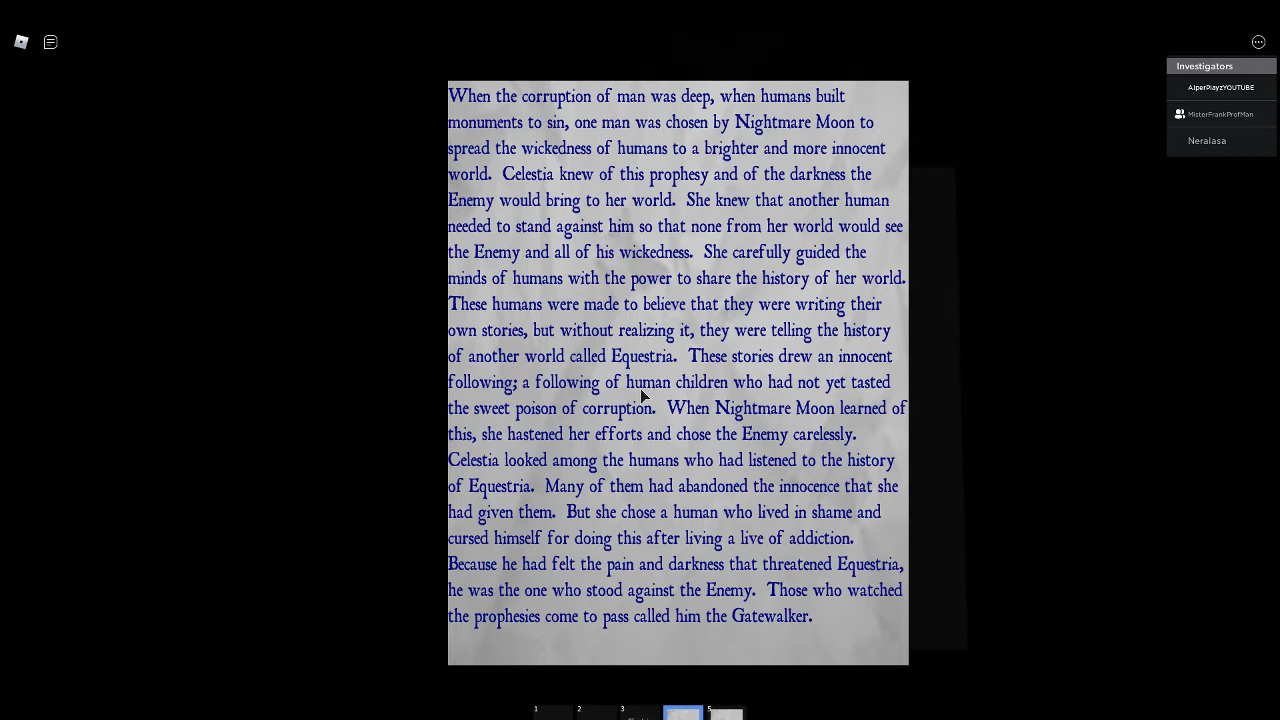 Investigators
AlperPlayzYOUTUBE
MisterFrankProfMan
Neralasa
When the corruption of man was deep, when humans built
monuments to sin, one man was chosen by Nightmare Moon to
spread the wickedness of humans to a brighter and more innocent
world.  Celestia knew of this prophesy and of the darkness the
Enemy would bring to her world.  She knew that another human
needed to stand against him so that none from her world would see
the Enemy and all of his wickedness.  She carefully guided the
minds of humans with the power to share the history of her world.
These humans were made to believe that they were writing their
own stories, but without realizing it, they were telling the history
of another world called Equestria.  These stories drew an innocent
following; a following of human children who had not yet tasted
the sweet poison of corruption.  When Nightmare Moon learned of
this, she hastened her efforts and chose the Enemy carelessly.
Celestia looked among the humans who had listened to the history
of Equestria.  Many of them had abandoned the innocence that she
had given them.  But she chose a human who lived in shame and
cursed himself for doing this after living a live of addiction.
Because he had felt the pain and darkness that threatened Equestria,
he was the one who stood against the Enemy.  Those who watched
the prophesies come to pass called him the Gatewalker.
1 2 3 5